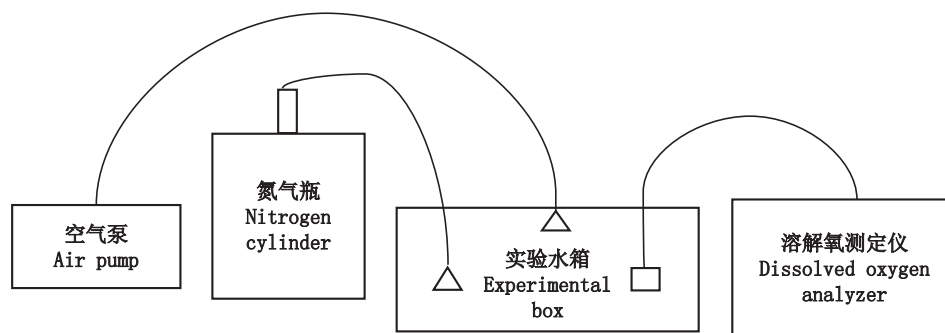 空气泵
Air pump
氮气瓶
Nitrogen
cylinder
实验水箱
Experimental
box
溶解氧测定仪
Dissolved oxygen
analyzer